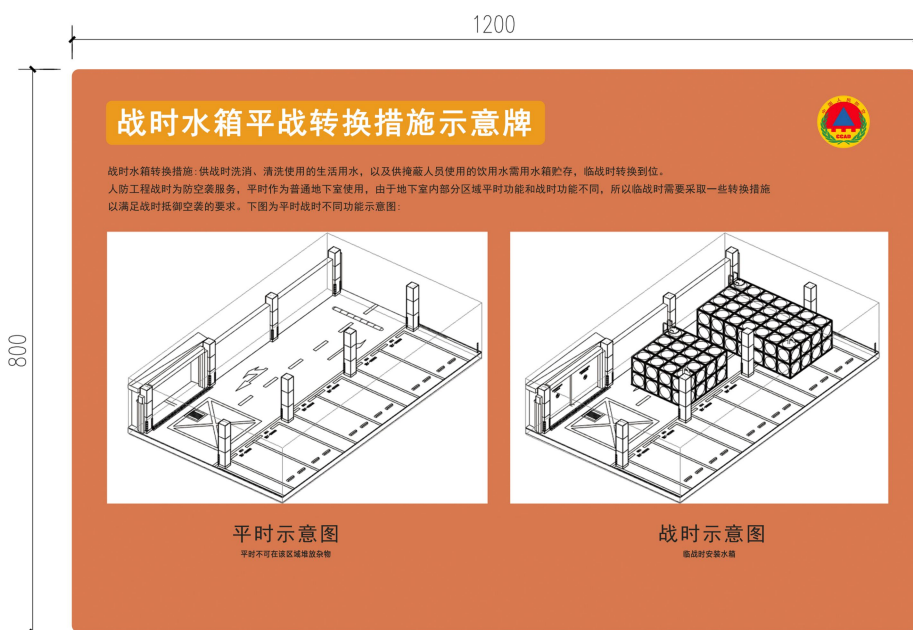 1200
800
战时水箱平战转换措施示意牌
战时水箱转换措施:供战时洗消、清洗使用的生活用水，以及供掩蔽人员使用的饮用水需用水箱贮存，临战时转换到位。
人防工程战时为防空袭服务，平时作为普通地下室使用，由于地下室内部分区域平时功能和战时功能不同，所以临战时需要采取一些转换措施
以满足战时抵御空袭的要求。下图为平时战时不同功能示意图:
平时示意图
平时不可在该区域堆放杂物
战时示意图
临战时安装水箱